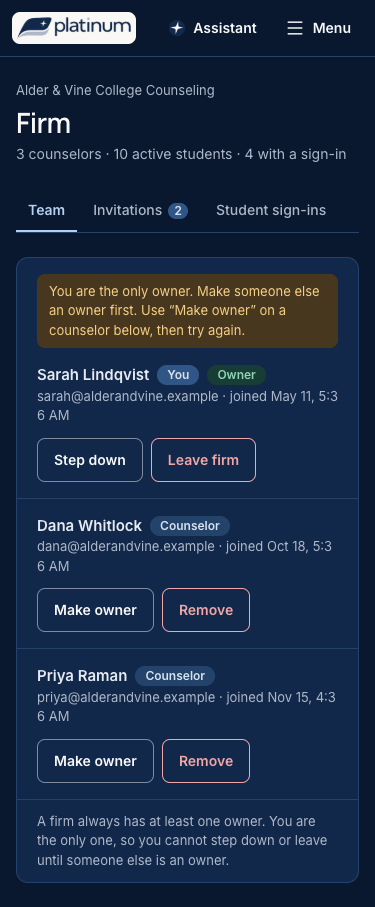 platinum
Assistant
Menu
Alder & Vine College Counseling
Firm
3 counselors · 10 active students · 4 with a sign-in
Team
Invitations 2
Student sign-ins
You are the only owner. Make someone else
an owner first. Use “Make owner” on a
counselor below, then try again.
Sarah Lindqvist You Owner
sarah@alderandvine.example · joined May 11, 5:3
6 AM
Step down
Leave firm
Dana Whitlock Counselor
dana@alderandvine.example · joined Oct 18, 5:3
6 AM
Make owner
Remove
Priya Raman Counselor
priya@alderandvine.example · joined Nov 15, 4:3
6 AM
Make owner
Remove
A firm always has at least one owner. You are
the only one, so you cannot step down or leave
until someone else is an owner.